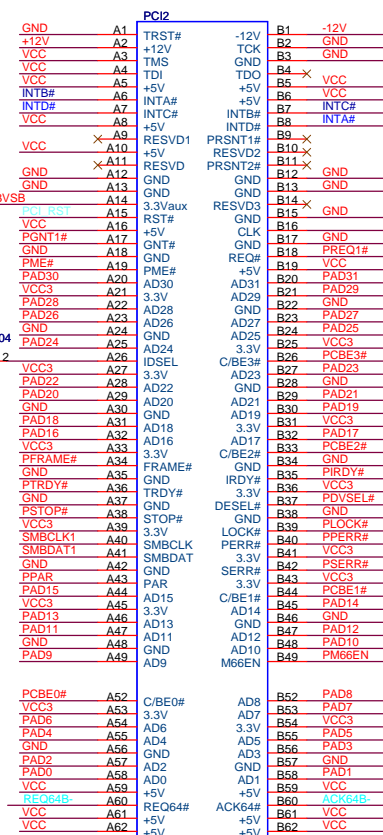 PCI2
GND A1 TRST# -12V B1 -12V
+12V A2 +12V TCK B2 GND
VCC A3 TMS GND B3 GND
VCC A4 TDI TDO B4
VCC A5 +5V +5V B5 VCC
INTB# A6 INTA# +5V B6 VCC
INTD# A7 INTC# INTB# B7 INTC#
VCC A8 +5V INTD# B8 INTA#
A9 RESVD1 PRSNT1# B9
VCC A10 +5V RESVD2 B10
A11 RESVD PRSNT2# B11
GND A12 GND GND B12 GND
GND A13 GND GND B13 GND
3VSB A14 3.3Vaux RESVD3 B14
PCI_RST A15 RST# GND B15 GND
VCC A16 +5V CLK B16
PGNT1# A17 GNT# GND B17 GND
GND A18 GND REQ# B18 PREQ1#
PME# A19 PME# +5V B19 VCC
PAD30 A20 AD30 AD31 B20 PAD31
VCC3 A21 3.3V AD29 B21 PAD29
PAD28 A22 AD28 GND B22 GND
PAD26 A23 AD26 AD27 B23 PAD27
GND A24 GND AD25 B24 PAD25
04
PAD24 A25 AD24 3.3V B25 VCC3
2 A26 IDSEL C/BE3# B26 PCBE3#
VCC3 A27 3.3V AD23 B27 PAD23
PAD22 A28 AD22 GND B28 GND
PAD20 A29 AD20 AD21 B29 PAD21
GND A30 GND AD19 B30 PAD19
PAD18 A31 AD18 3.3V B31 VCC3
PAD16 A32 AD16 AD17 B32 PAD17
VCC3 A33 3.3V C/BE2# B33 PCBE2#
PFRAME# A34 FRAME# GND B34 GND
GND A35 GND IRDY# B35 PIRDY#
PTRDY# A36 TRDY# 3.3V B36 VCC3
GND A37 GND DESEL# B37 PDVSEL#
PSTOP# A38 STOP# GND B38 GND
VCC3 A39 3.3V LOCK# B39 PLOCK#
SMBCLK1 A40 SMBCLK PERR# B40 PPERR#
SMBDAT1 A41 SMBDAT 3.3V B41 VCC3
GND A42 GND SERR# B42 PSERR#
PPAR A43 PAR 3.3V B43 VCC3
PAD15 A44 AD15 C/BE1# B44 PCBE1#
VCC3 A45 3.3V AD14 B45 PAD14
PAD13 A46 AD13 GND B46 GND
PAD11 A47 AD11 AD12 B47 PAD12
GND A48 GND AD10 B48 PAD10
PAD9 A49 AD9 M66EN B49 PM66EN
PCBE0# A52 C/BE0# AD8 B52 PAD8
VCC3 A53 3.3V AD7 B53 PAD7
PAD6 A54 AD6 3.3V B54 VCC3
PAD4 A55 AD4 AD5 B55 PAD5
GND A56 GND AD3 B56 PAD3
PAD2 A57 AD2 GND B57 GND
PAD0 A58 AD0 AD1 B58 PAD1
VCC A59 +5V +5V B59 VCC
REQ64B- A60 REQ64# ACK64# B60 ACK64B-
VCC A61 +5V +5V B61 VCC
VCC A62 +5V +5V B62 VCC